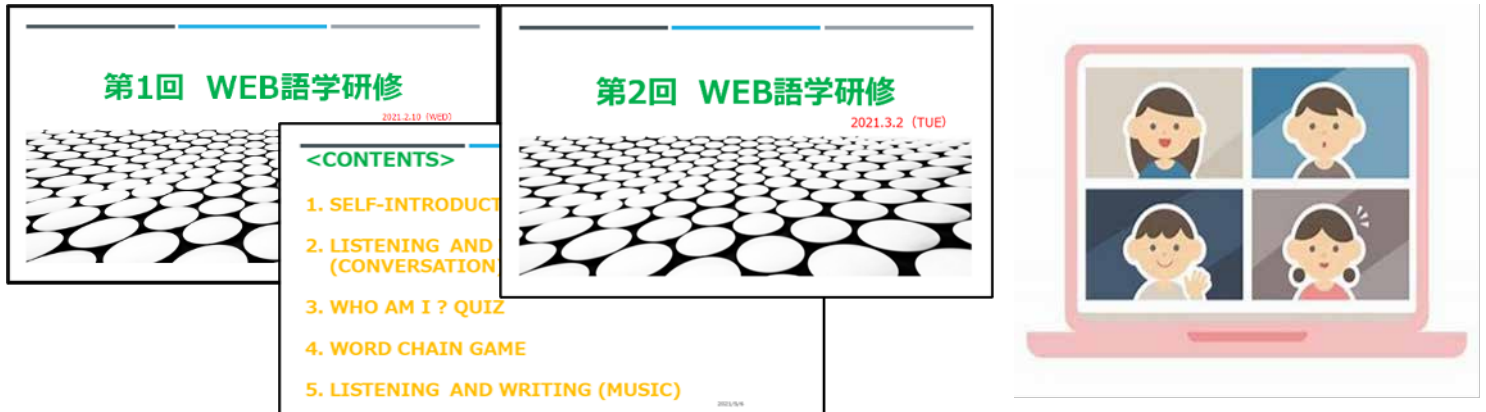 第1回 WEB語学研修
2021.2.10 (WED)
第2回 WEB語学研修
2021.3.2 (TUE)
<CONTENTS>
1. SELF-INTRODUCT
2. LISTENING AND
(CONVERSATION)
3. WHO AM I ? QUIZ
4. WORD CHAIN GAME
5. LISTENING AND WRITING (MUSIC)